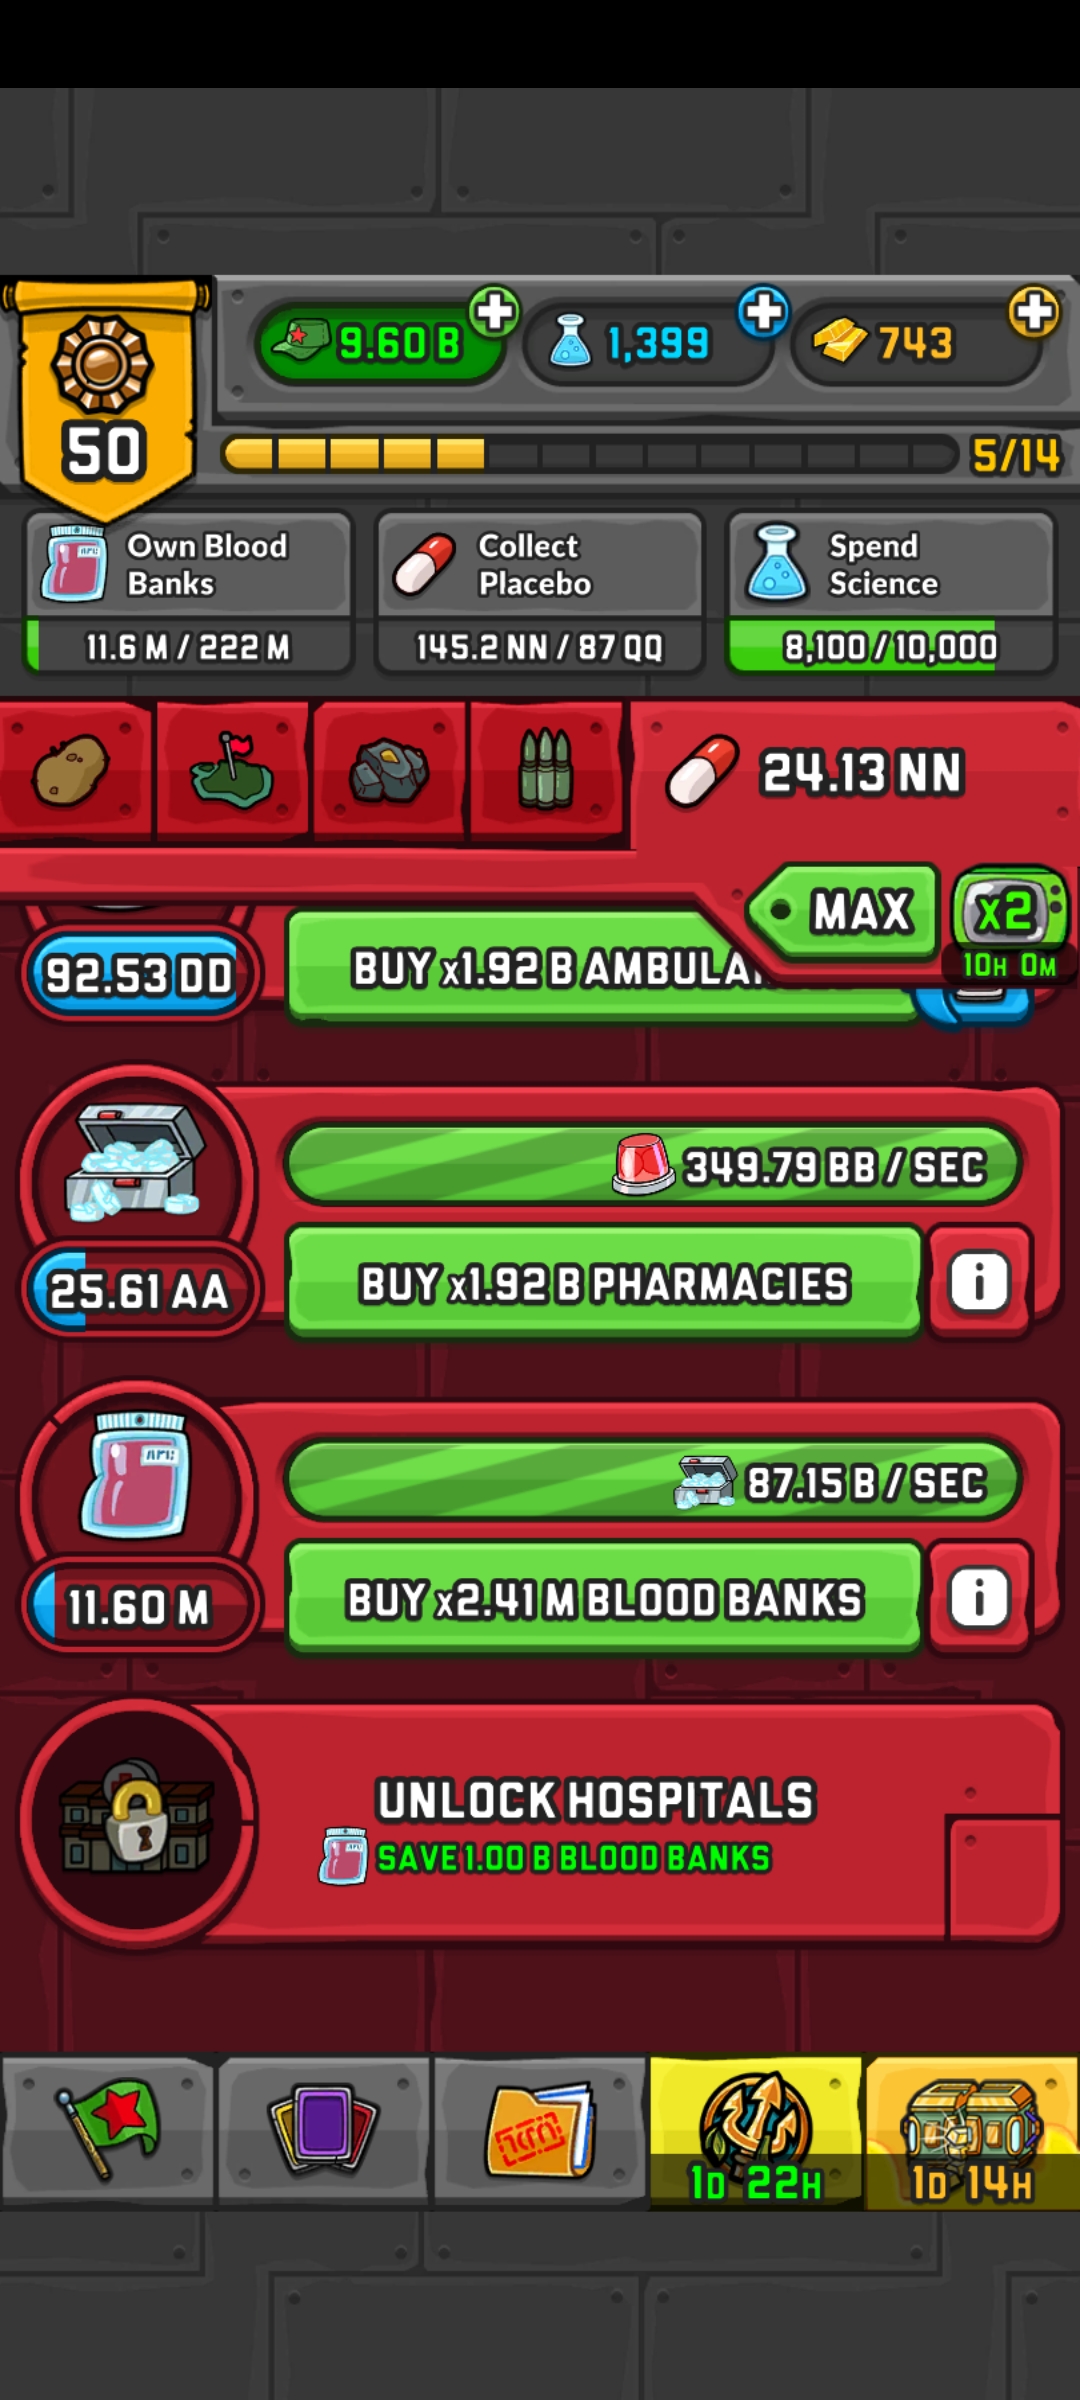 9.60 B
1,399
743
50
5/14
Own Blood
Banks
11.6 M / 222 M
Collect
Placebo
145.2 NN / 87 QQ
Spend
Science
8,100 / 10,000
24.13 NN
MAX
x2
10H 0M
92.53 DD
BUY x1.92 B
349.79 BB / SEC
25.61 AA
BUY x1.92 B PHARMACIES
i
87.15 B / SEC
11.60 M
BUY x2.41 M BLOOD BANKS
i
UNLOCK HOSPITALS
SAVE 1.00 B BLOOD BANKS
1D 22H
1D 14H